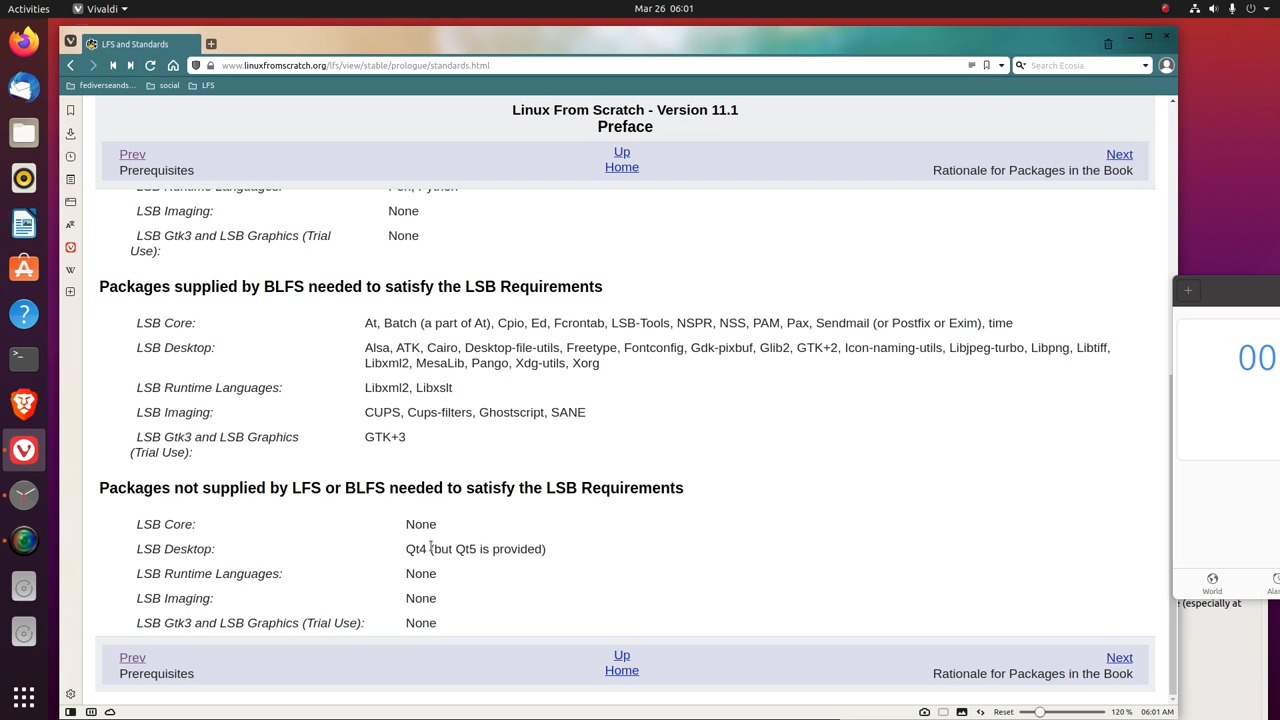 Activities
Vivaldi
Mar 26 06:01
LFS and Standards
www.linuxfromscratch.org/lfs/view/stable/prologue/standards.html
Search Ecosia
fediverseands...
social
LFS
Linux From Scratch - Version 11.1
Preface
Prev
Up
Next
Prerequisites
Home
Rationale for Packages in the Book
LSB Runtime Languages: Perl, Python
LSB Imaging: None
LSB Gtk3 and LSB Graphics (Trial None
Use):
Packages supplied by BLFS needed to satisfy the LSB Requirements
LSB Core: At, Batch (a part of At), Cpio, Ed, Fcrontab, LSB-Tools, NSPR, NSS, PAM, Pax, Sendmail (or Postfix or Exim), time
LSB Desktop: Alsa, ATK, Cairo, Desktop-file-utils, Freetype, Fontconfig, Gdk-pixbuf, Glib2, GTK+2, Icon-naming-utils, Libjpeg-turbo, Libpng, Libtiff,
Libxml2, MesaLib, Pango, Xdg-utils, Xorg
LSB Runtime Languages: Libxml2, Libxslt
LSB Imaging: CUPS, Cups-filters, Ghostscript, SANE
LSB Gtk3 and LSB Graphics GTK+3
(Trial Use):
Packages not supplied by LFS or BLFS needed to satisfy the LSB Requirements
LSB Core: None
LSB Desktop: Qt4 (but Qt5 is provided)
LSB Runtime Languages: None
LSB Imaging: None
LSB Gtk3 and LSB Graphics (Trial Use): None
Prev
Up
Next
Prerequisites
Home
Rationale for Packages in the Book
00
World
Alar
(especially at
Reset
120 %
06:01 AM